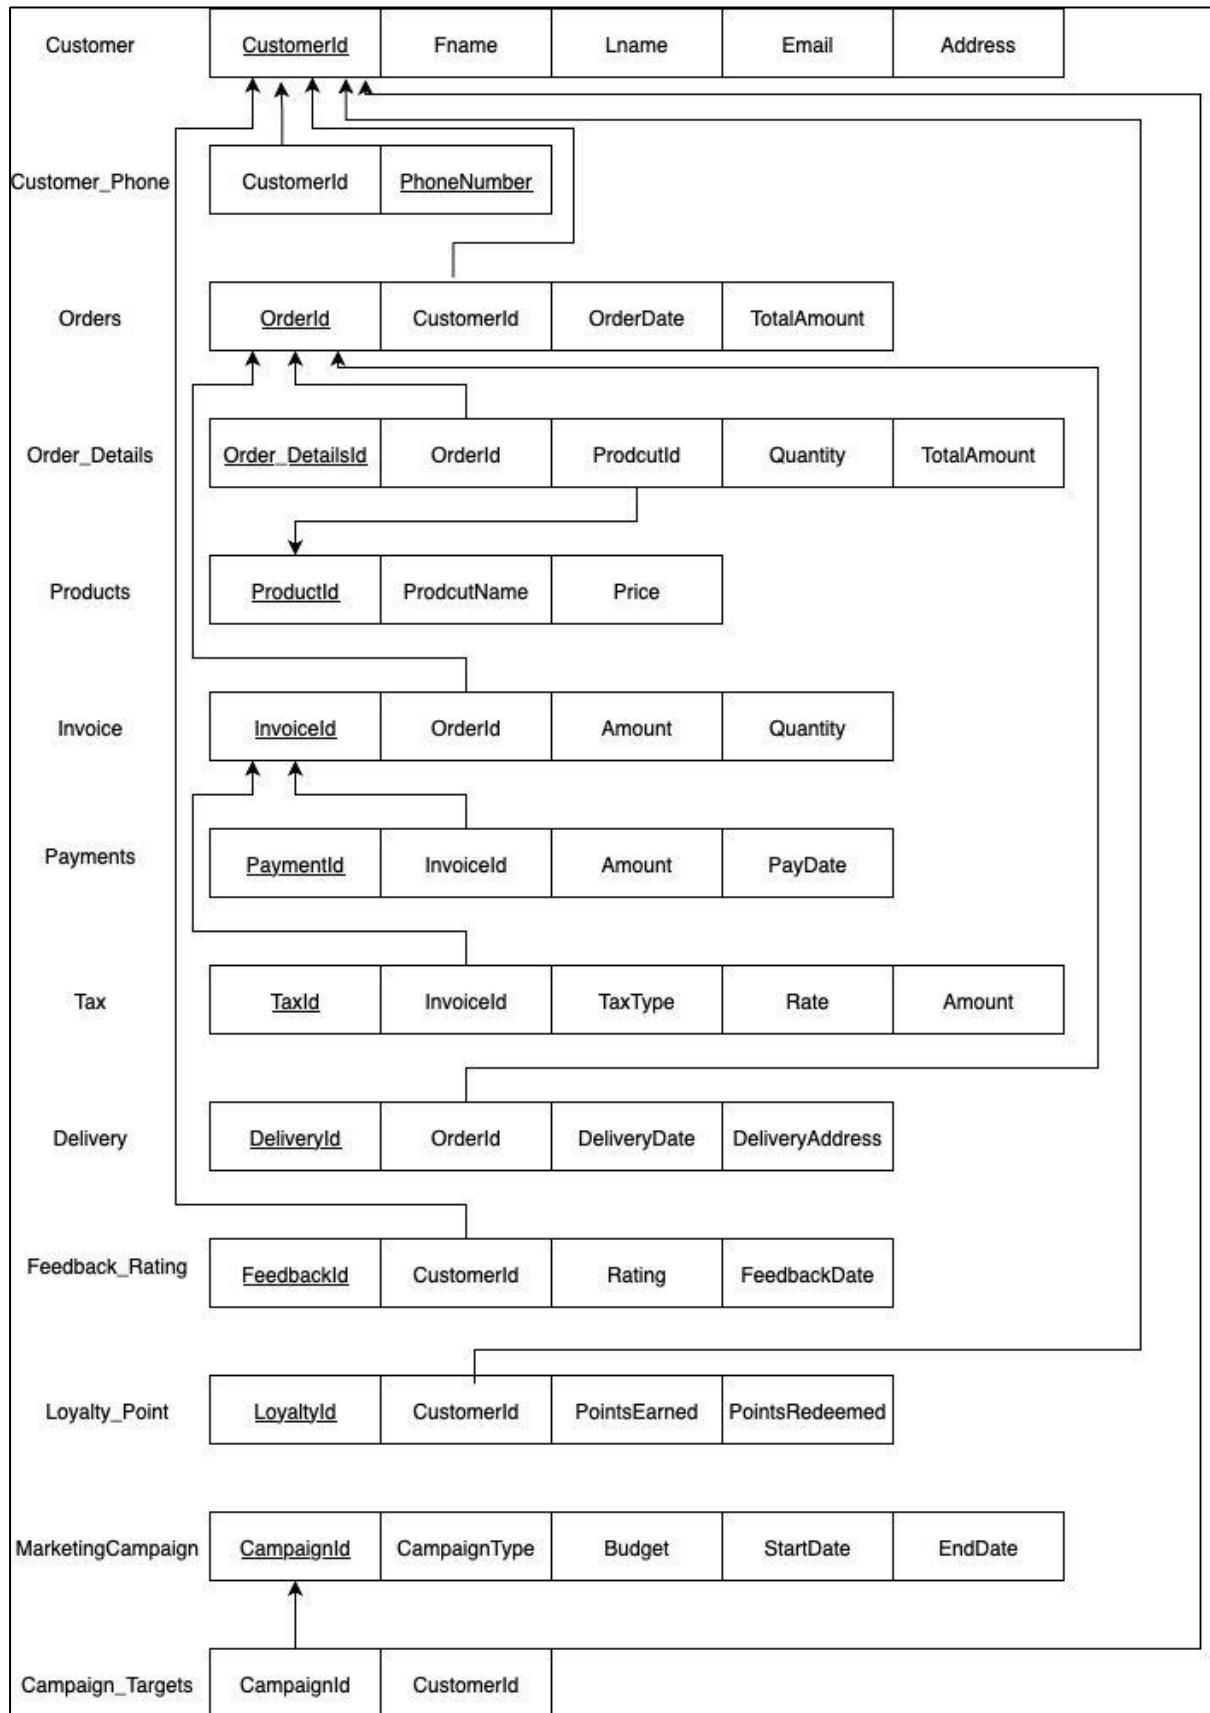 Customer CustomerId Fname Lname Email Address
Customer_Phone CustomerId PhoneNumber
Orders OrderId CustomerId OrderDate TotalAmount
Order_Details Order_DetailsId OrderId ProdcutId Quantity TotalAmount
Products ProductId ProdcutName Price
Invoice InvoiceId OrderId Amount Quantity
Payments PaymentId InvoiceId Amount PayDate
Tax TaxId InvoiceId TaxType Rate Amount
Delivery DeliveryId OrderId DeliveryDate DeliveryAddress
Feedback_Rating FeedbackId CustomerId Rating FeedbackDate
Loyalty_Point LoyaltyId CustomerId PointsEarned PointsRedeemed
MarketingCampaign CampaignId CampaignType Budget StartDate EndDate
Campaign_Targets CampaignId CustomerId